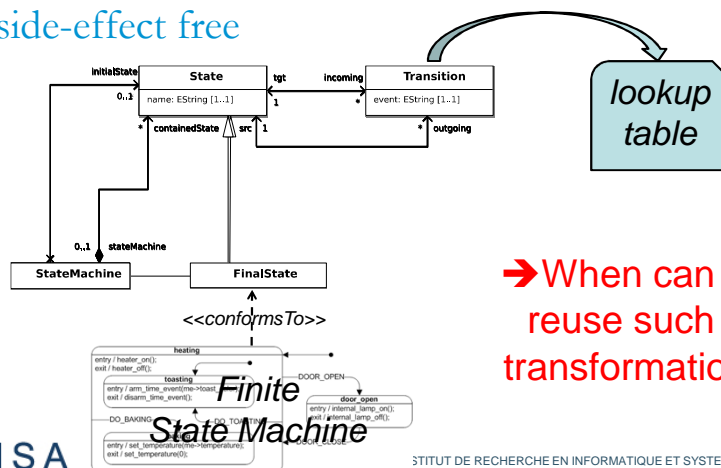 side-effect free
initialState
0..1
State
name: EString [1..1]
tgt
1
incoming
*
Transition
event: EString [1..1]
lookup
table
* containedState
src 1
* outgoing
0..1 stateMachine
StateMachine
FinalState
➔When can
reuse such
transformatio
<<conformsTo>>
heating
entry / heater_on();
exit / heater_off();
toasting
entry / arm_time_event(me->toast
exit / disarm_time_event();
DOOR_OPEN
door_open
entry / internal_lamp_on();
exit / internal_lamp_off();
DO_BAKING
DO_TOASTING
DOOR_CLOSE
Finite
State Machine
entry / set_temperature(me->temperature);
exit / set_temperature(0);
I S A
STITUT DE RECHERCHE EN INFORMATIQUE ET SYSTE